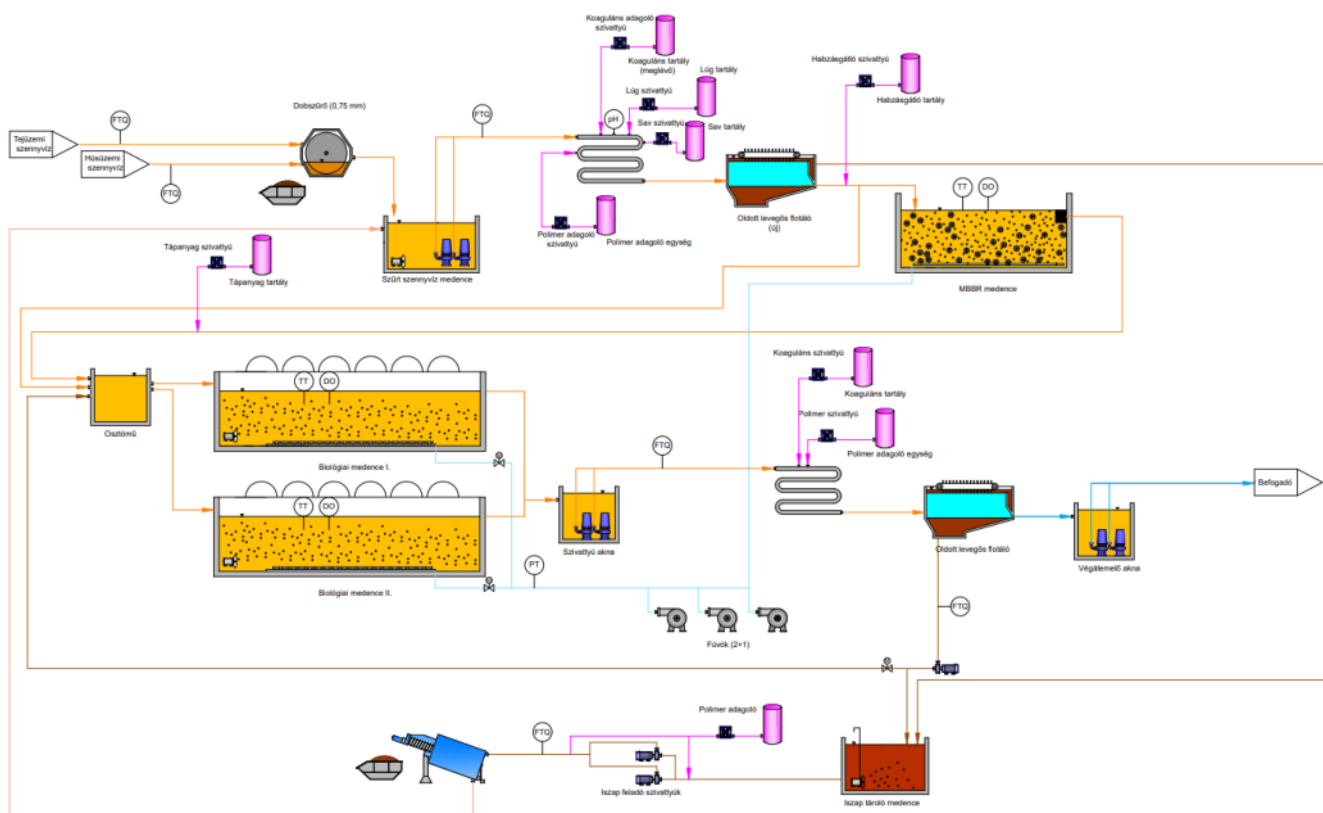 Koaguláns adagoló
szivattyú
Koaguláns tartály
(meglévő)
Lúg tartály
Lúg szivattyú
Sav szivattyú
Sav tartály
Habzásgátló szivattyú
Habzásgátló tartály
Dobszűrő (0,75 mm)
FTQ
FTQ
pH
Tejüzemi
szennyvíz
Húsüzemi
szennyvíz
FTQ
TT
DO
Oldott levegős flotáló
(új)
Polimer adagoló
szivattyú
Polimer adagoló egység
Tápanyag szivattyú
Tápanyag tartály
Szűrt szennyvíz medence
MBBR medence
Koaguláns szivattyú
Koaguláns tartály
TT
DO
Polimer szivattyú
Polimer adagoló egység
Osztómű
FTQ
Biológiai medence I.
M
Befogadó
TT
DO
Szivattyú akna
Oldott levegős flotáló
Végátemelő akna
PT
M
Biológiai medence II.
FTQ
Fúvók (2+1)
M
Polimer adagoló
FTQ
Iszap feladó szivattyúk
Iszap tároló medence